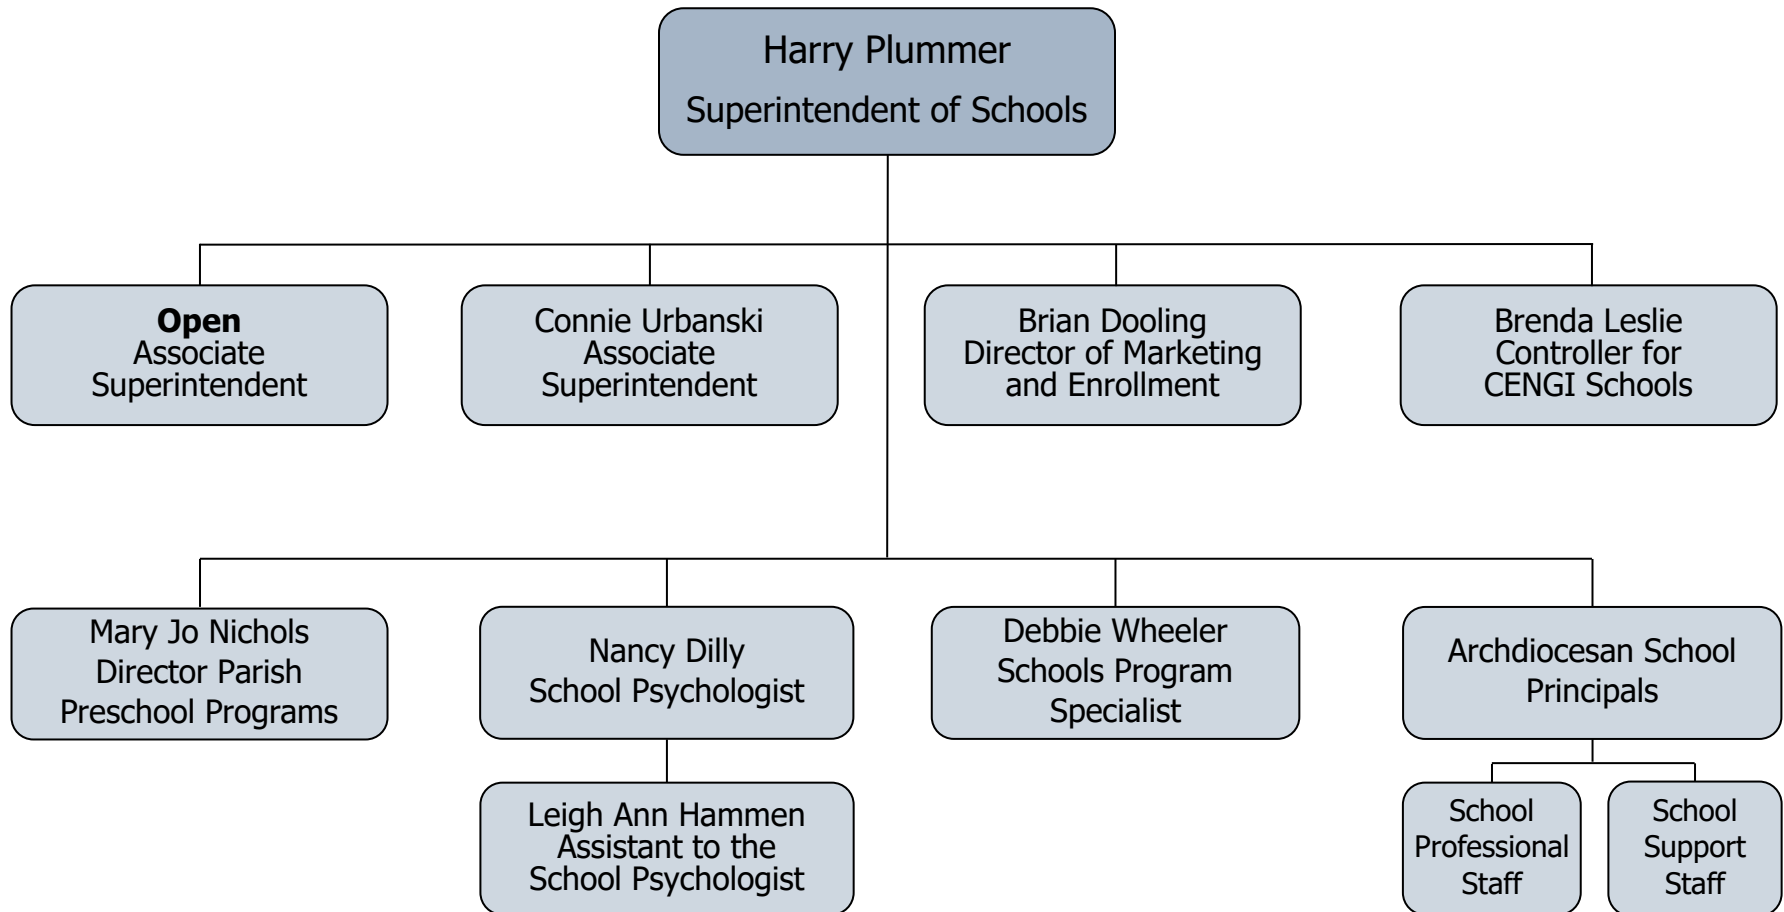 Harry Plummer
Superintendent of Schools
Open
Associate
Superintendent
Connie Urbanski
Associate
Superintendent
Brian Dooling
Director of Marketing
and Enrollment
Brenda Leslie
Controller for
CENGI Schools
Mary Jo Nichols
Director Parish
Preschool Programs
Nancy Dilly
School Psychologist
Debbie Wheeler
Schools Program
Specialist
Archdiocesan School
Principals
Leigh Ann Hammen
Assistant to the
School Psychologist
School
Professional
Staff
School
Support
Staff